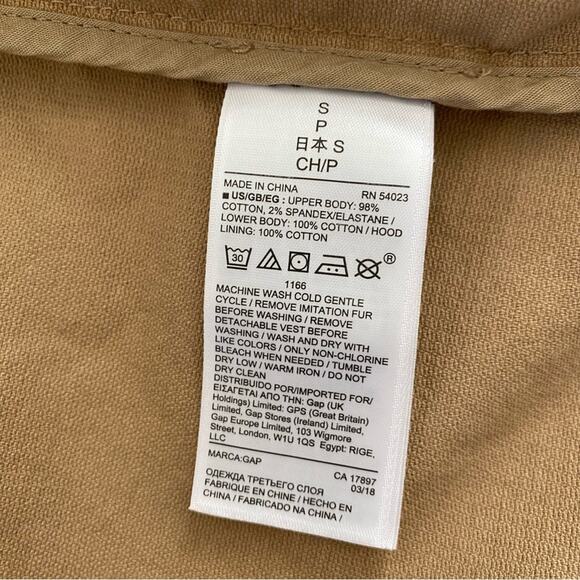 S
P
日本 S
CH/P
MADE IN CHINA RN 54023
US/GB/EG : UPPER BODY: 98%
COTTON, 2% SPANDEX/ELASTANE /
LOWER BODY: 100% COTTON / HOOD
LINING: 100% COTTON
30 ®
1166
MACHINE WASH COLD GENTLE
CYCLE / REMOVE IMITATION FUR
BEFORE WASHING / REMOVE
DETACHABLE VEST BEFORE
WASHING / WASH AND DRY WITH
LIKE COLORS / ONLY NON-CHLORINE
BLEACH WHEN NEEDED / TUMBLE
DRY LOW / WARM IRON / DO NOT
DRY CLEAN
DISTRIBUIDO POR/IMPORTED FOR/
ΕΙΣΑΓΕΤΑΙ ΑΠΟ ΤΗΝ: Gap (UK
Holdings) Limited: GPS (Great Britain)
Limited, Gap Stores (Ireland) Limited.
Gap Europe Limited, 103 Wigmore
Street, London, W1U 1QS Egypt: RIGE,
LLC
MARCA:GAP CA 17897
03/18
ОДЕЖДА ТРЕТЬЕГО СЛОЯ
FABRIQUE EN CHINE / HECHO EN
CHINA / FABRICADO NA CHINA /